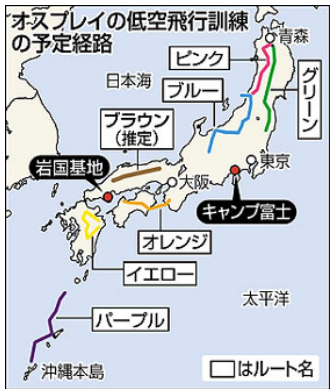 オスプレイの低空飛行訓練
の予定経路
青森
ピンク
日本海
ブルー
グリーン
ブラウン
(推定)
岩国基地
東京
大阪
キャンプ富士
オレンジ
イエロー
太平洋
パープル
沖縄本島
□はルート名